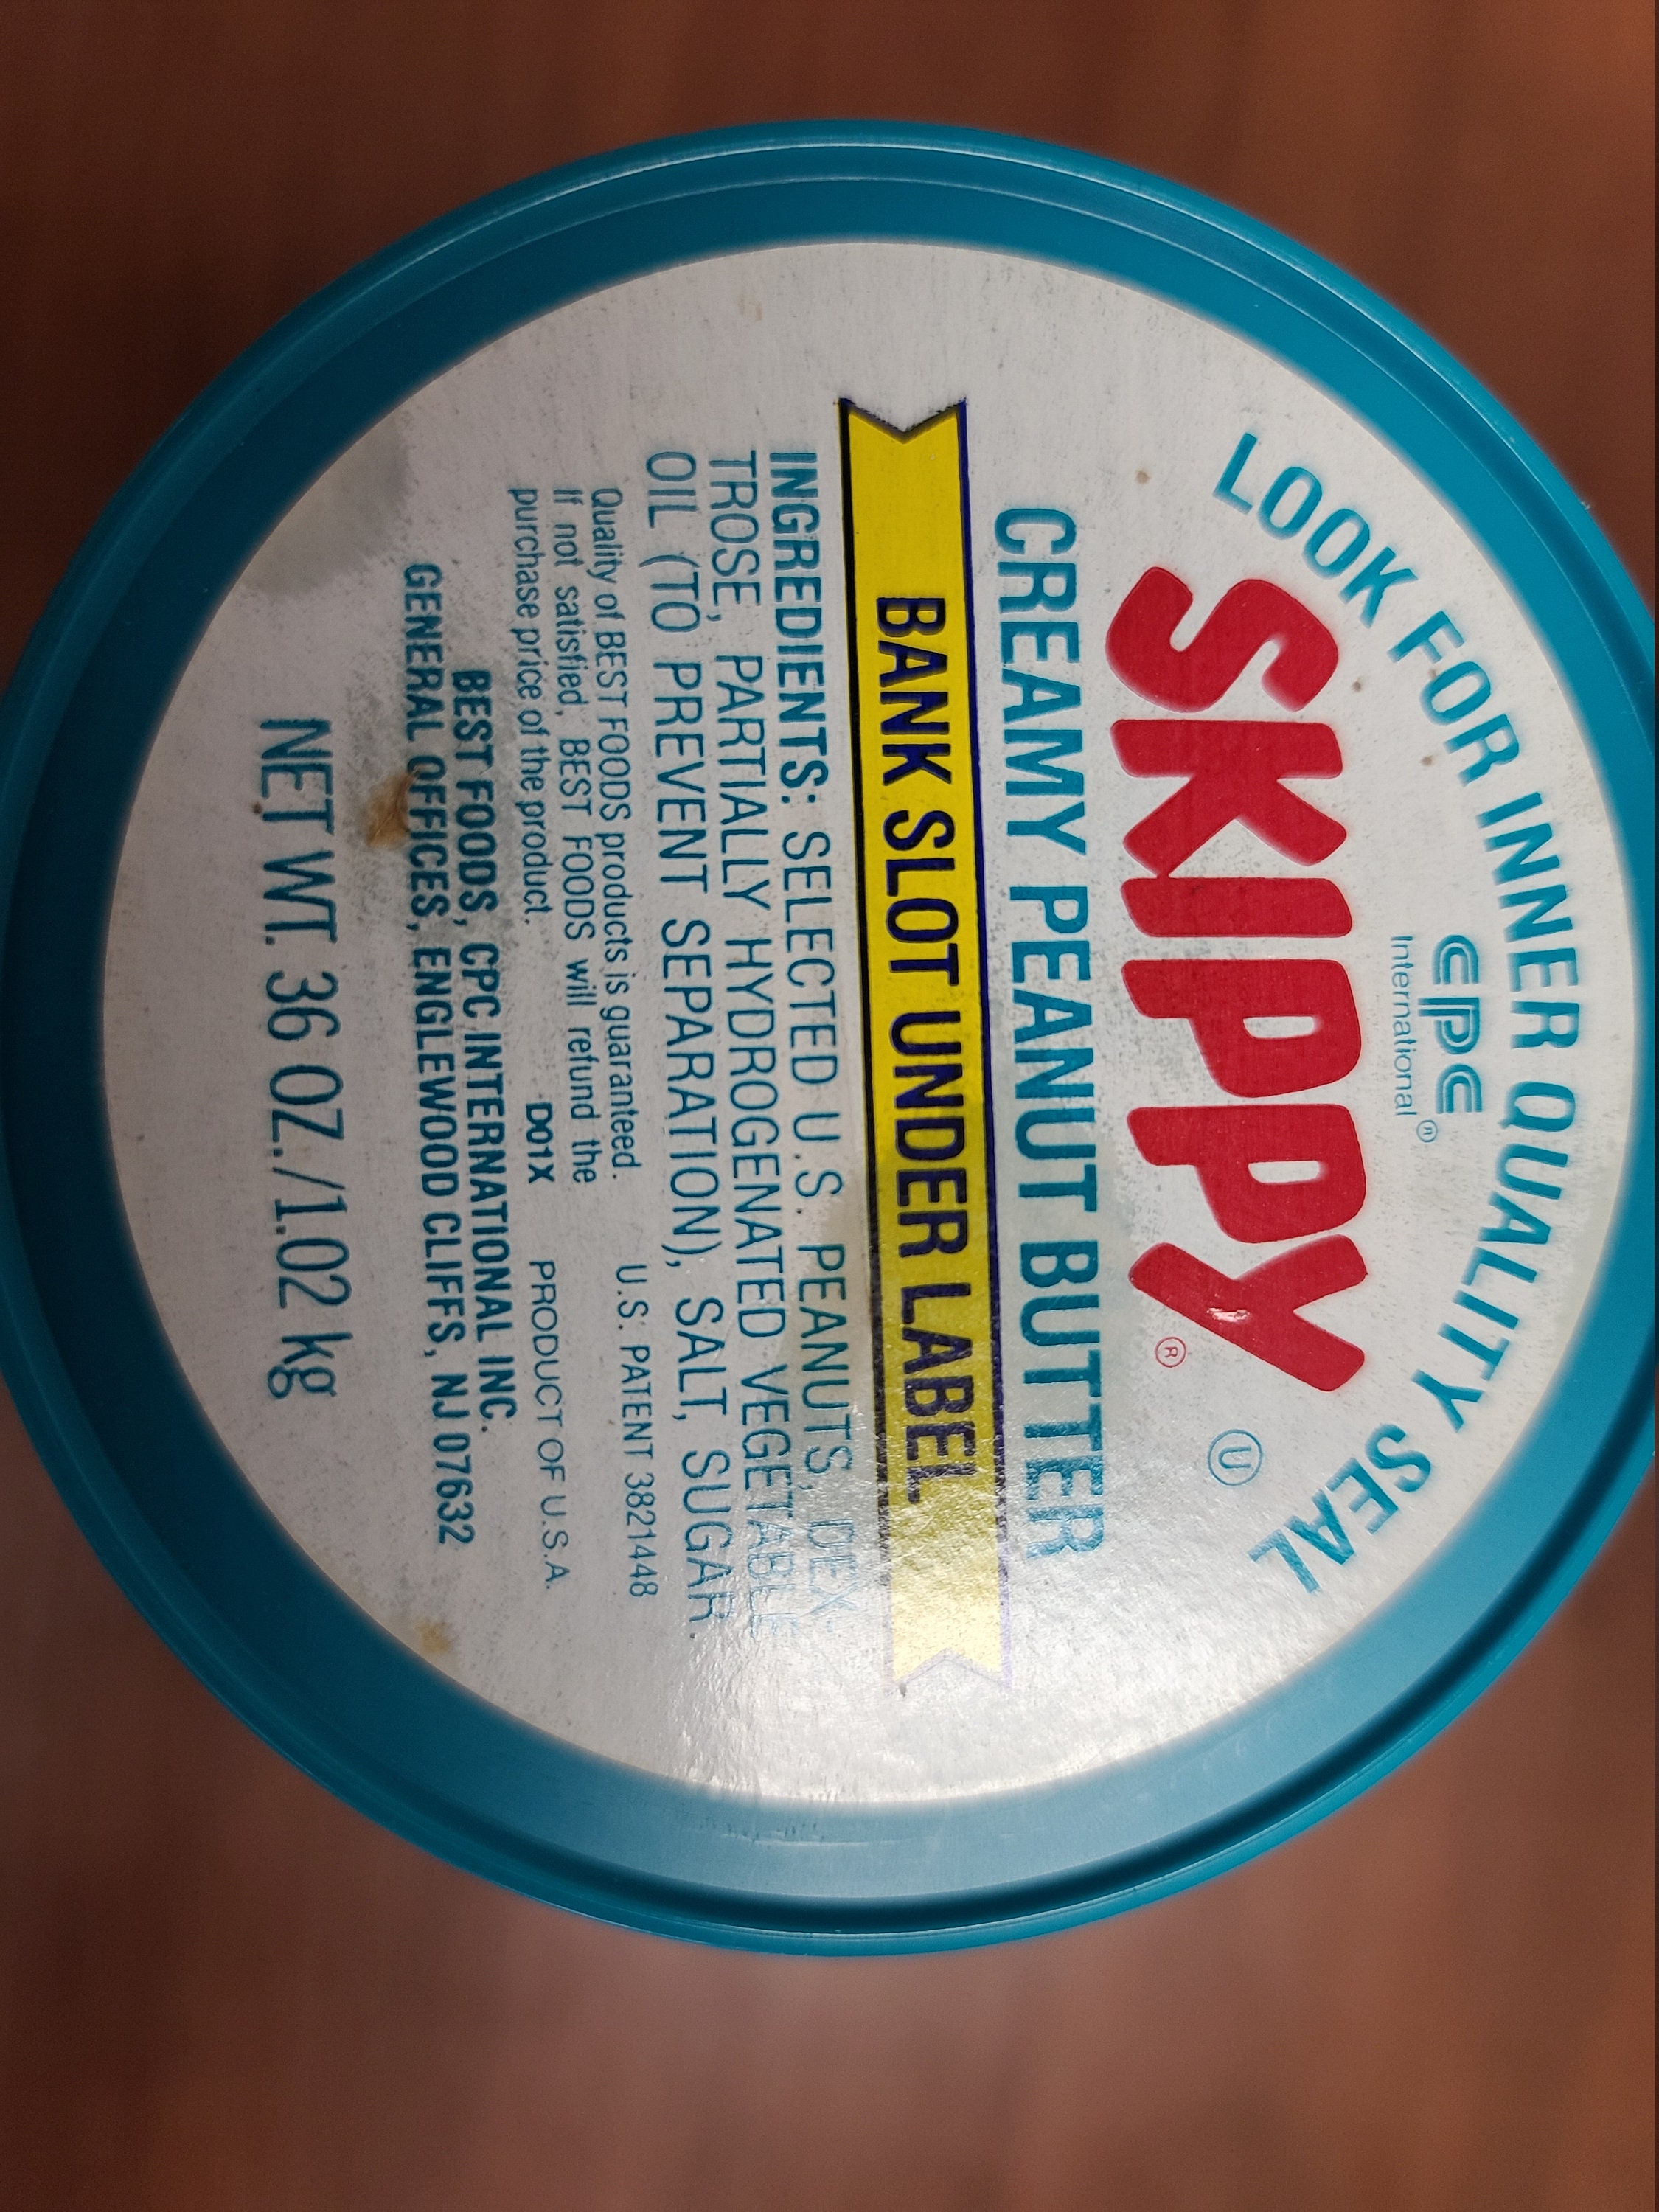 LOOK FOR INNER QUALITY SEAL
CPC
International®
SKIPPY®
U
CREAMY PEANUT BUTTER
BANK SLOT UNDER LABEL
INGREDIENTS: SELECTED U.S. PEANUTS, DEX-
TROSE, PARTIALLY HYDROGENATED VEGETABLE
OIL (TO PREVENT SEPARATION), SALT, SUGAR.
Quality of BEST FOODS products is guaranteed. U.S. PATENT 3821448
If not satisfied, BEST FOODS will refund the
purchase price of the product. D01X PRODUCT OF U.S.A.
BEST FOODS, CPC INTERNATIONAL INC.
GENERAL OFFICES, ENGLEWOOD CLIFFS, NJ 07632
NET WT. 36 OZ./1.02 kg